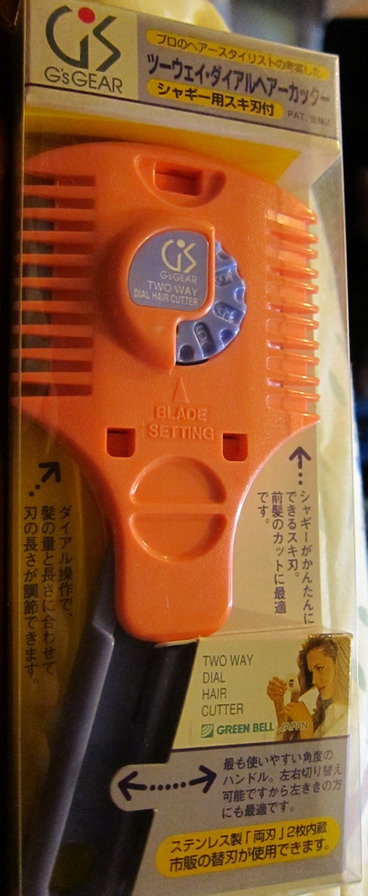 G'S
G'sGEAR
プロのヘアースタイリストの考案した
ツーウェイ・ダイアルヘアーカッター
シャギー用スキ刃付
PAT.
G'S
G'sGEAR
TWO WAY
DIAL HAIR CUTTER
BLADE
SETTING
ダイアル操作で、
髪の量と長さに合わせて
刃の長さが調節できます。
シャギーがかんたんに
できるスキ刃。
前髪のカットに最適
です。
TWO WAY
DIAL
HAIR
CUTTER
GREEN BELL JAPAN
最も使いやすい角度の
ハンドル。左右切り替え
可能ですから左ききの方
にも最適です。
ステンレス製「両刃」2枚内蔵
市販の替刃が使用できます。